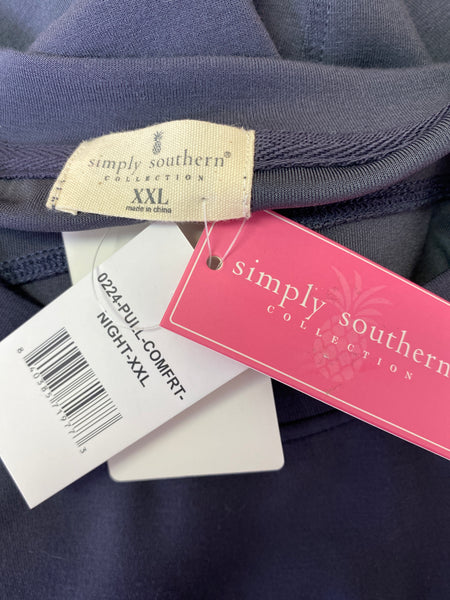 simply southern®
COLLECTION
XXL
made in china
simply southern®
COLLECTION
0224-PULL-COMFRT-
NIGHT-XXL